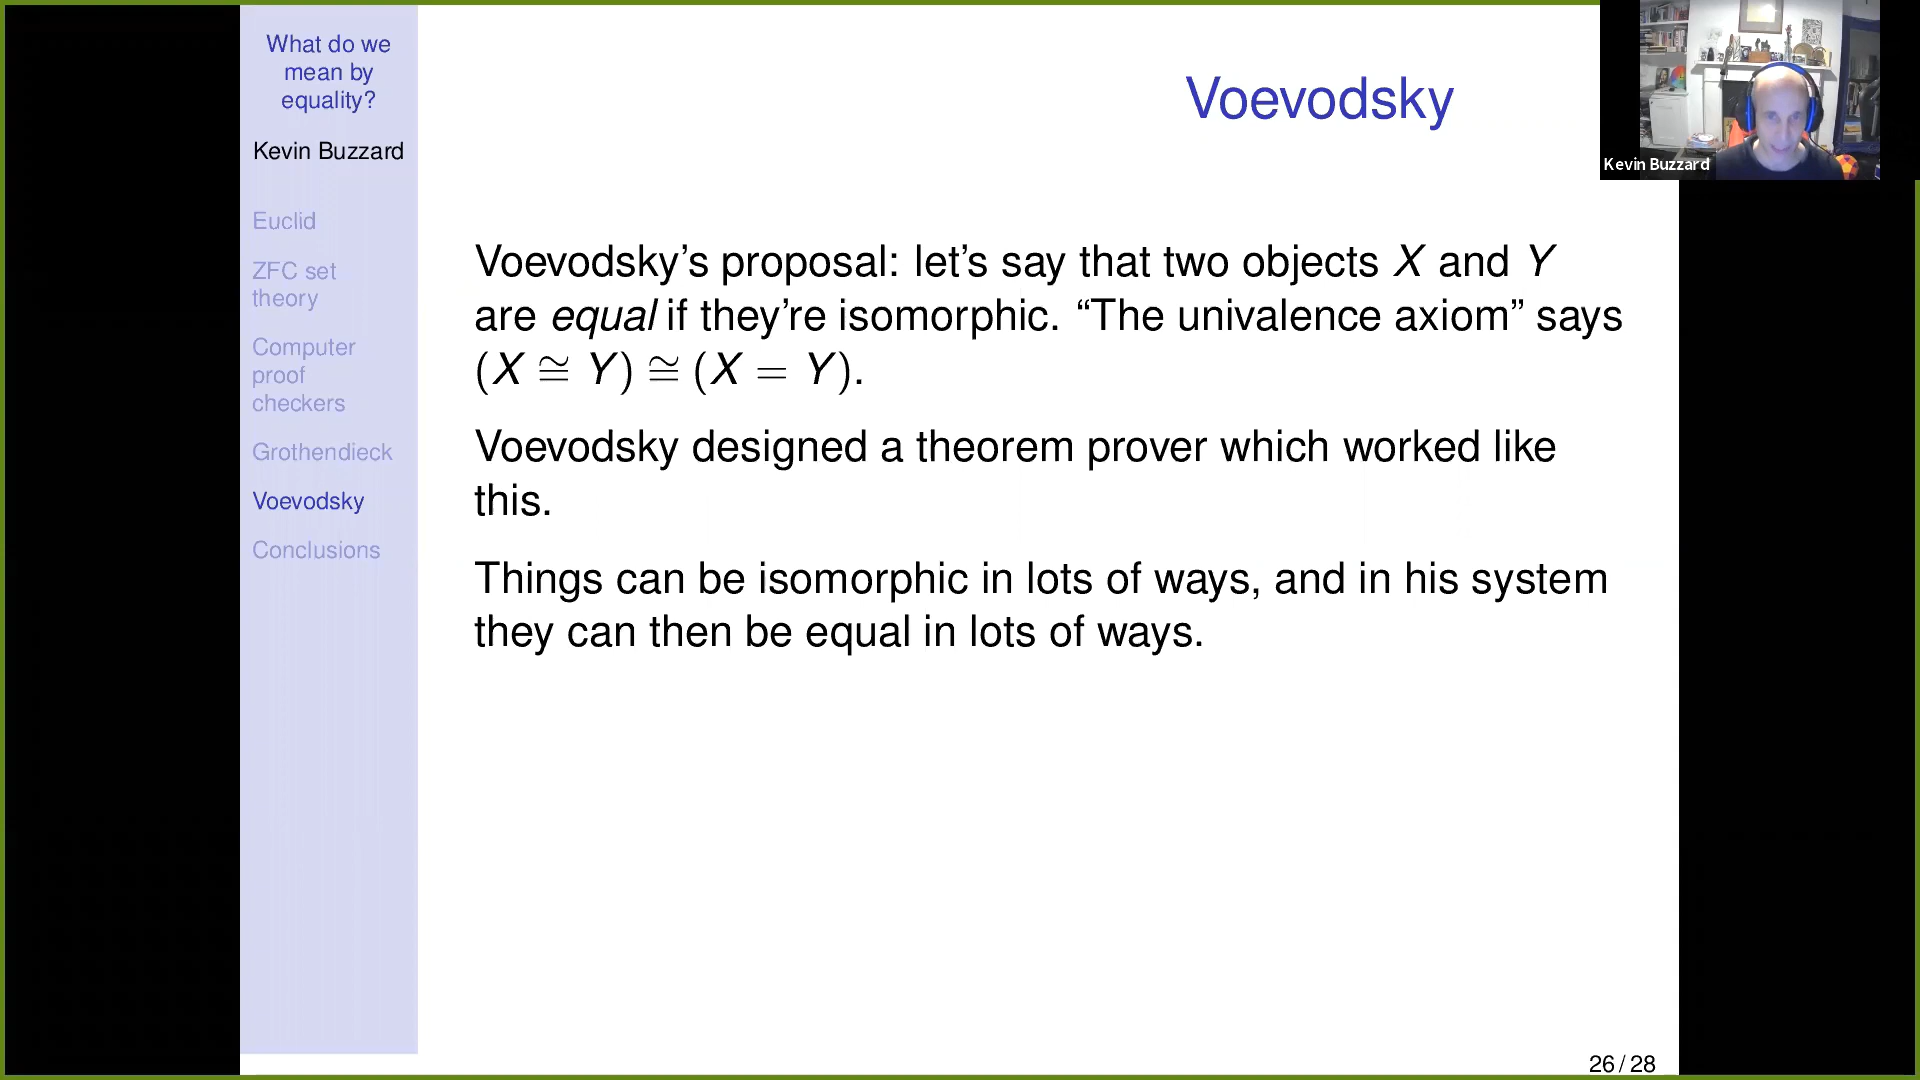 What do we
mean by
equality?
Kevin Buzzard
Euclid
ZFC set
theory
Computer
proof
checkers
Grothendieck
Voevodsky
Conclusions
Voevodsky
Voevodsky’s proposal: let’s say that two objects X and Y
are equal if they’re isomorphic. “The univalence axiom” says
(X ≅ Y) ≅ (X = Y).
Voevodsky designed a theorem prover which worked like
this.
Things can be isomorphic in lots of ways, and in his system
they can then be equal in lots of ways.
26 / 28
Kevin Buzzard